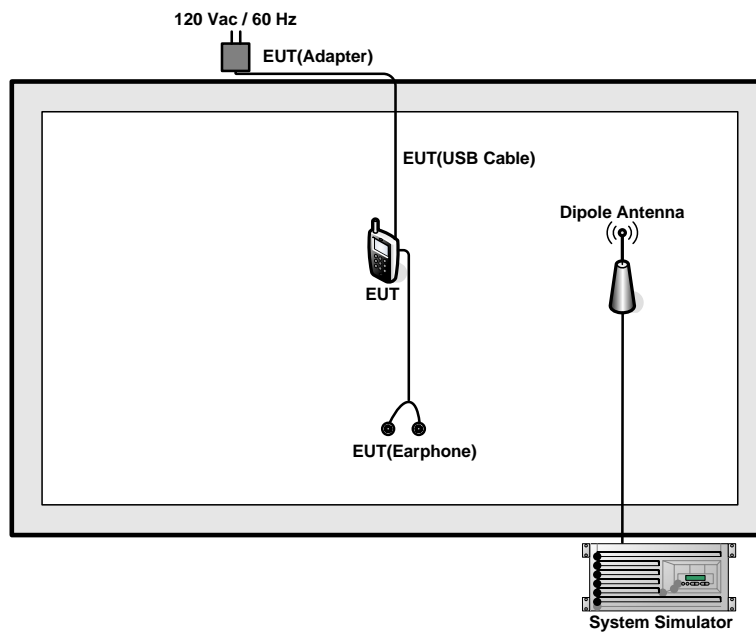 120 Vac / 60 Hz
EUT(Adapter)
EUT(USB Cable)
Dipole Antenna
EUT
EUT(Earphone)
System Simulator